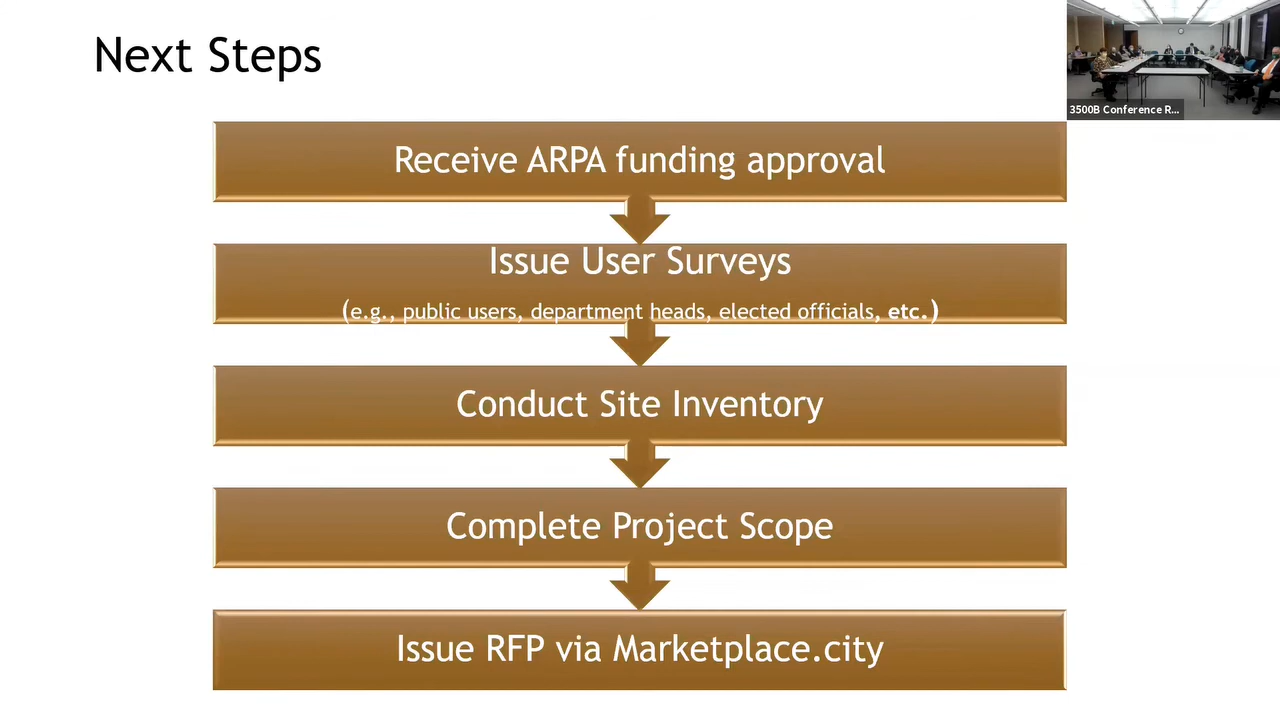 Next Steps
3500B Conference R...
Receive ARPA funding approval
Issue User Surveys
(e.g., public users, department heads, elected officials, etc.)
Conduct Site Inventory
Complete Project Scope
Issue RFP via Marketplace.city